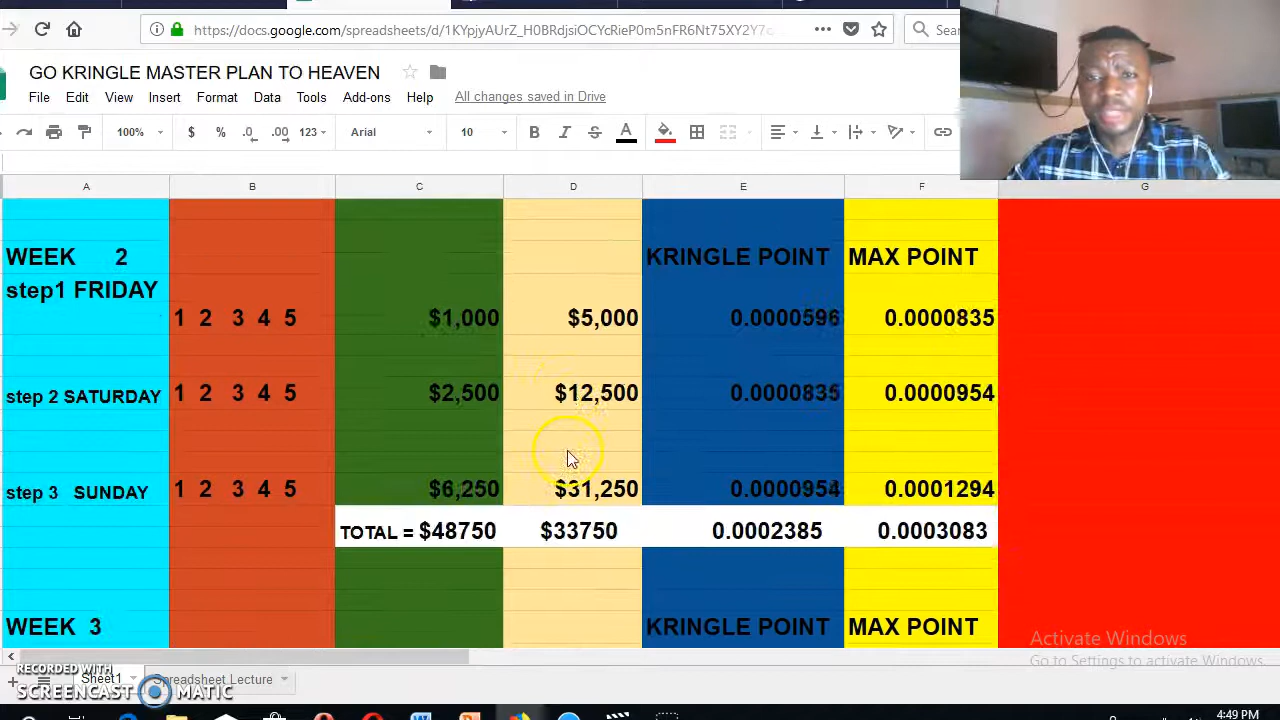 https://docs.google.com/spreadsheets/d/1KYpjyAUrZ_H0BRdjsiOCYcRieP0m5nFR6Nt75XY2Y7
GO KRINGLE MASTER PLAN TO HEAVEN
File Edit View Insert Format Data Tools Add-ons Help All changes saved in Drive
100% $ % .0 .00 123 Arial 10 B I S A
A B C D E F G
WEEK 2 KRINGLE POINT MAX POINT
step1 FRIDAY
1 2 3 4 5 $1,000 $5,000 0.0000596 0.0000835
step 2 SATURDAY 1 2 3 4 5 $2,500 $12,500 0.0000835 0.0000954
step 3 SUNDAY 1 2 3 4 5 $6,250 $31,250 0.0000954 0.0001294
TOTAL = $48750 $33750 0.0002385 0.0003083
WEEK 3 KRINGLE POINT MAX POINT
Activate Windows
Go to Settings to activate Windows.
RECORDED WITH
SCREENCAST MATIC
Sheet1 Spreadsheet Lecture
4:49 PM